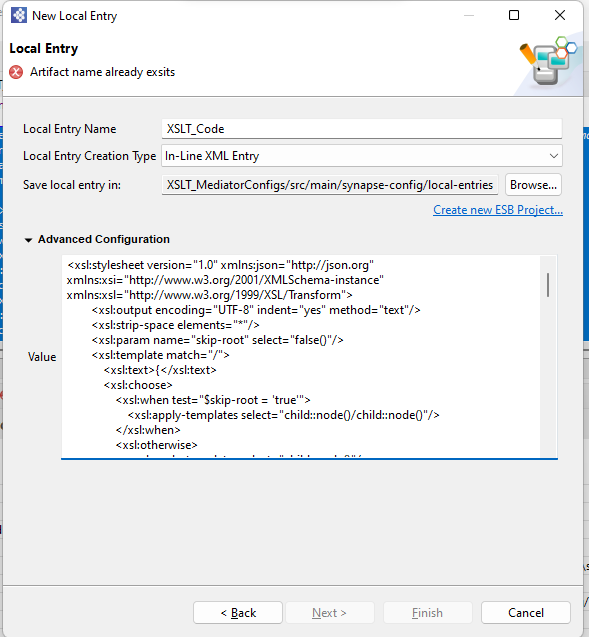 New Local Entry
Local Entry
Artifact name already exsits
Local Entry Name XSLT_Code
Local Entry Creation Type In-Line XML Entry
Save local entry in: XSLT_MediatorConfigs/src/main/synapse-config/local-entries Browse...
Create new ESB Project...
Advanced Configuration
<xsl:stylesheet version="1.0" xmlns:json="http://json.org"
xmlns:xsi="http://www.w3.org/2001/XMLSchema-instance"
xmlns:xsl="http://www.w3.org/1999/XSL/Transform">
<xsl:output encoding="UTF-8" indent="yes" method="text"/>
<xsl:strip-space elements="*"/>
<xsl:param name="skip-root" select="false()"/>
<xsl:template match="/">
<xsl:text>{</xsl:text>
<xsl:choose>
<xsl:when test="$skip-root = 'true'">
<xsl:apply-templates select="child::node()/child::node()"/>
</xsl:when>
<xsl:otherwise>
Value
< Back
Next >
Finish
Cancel